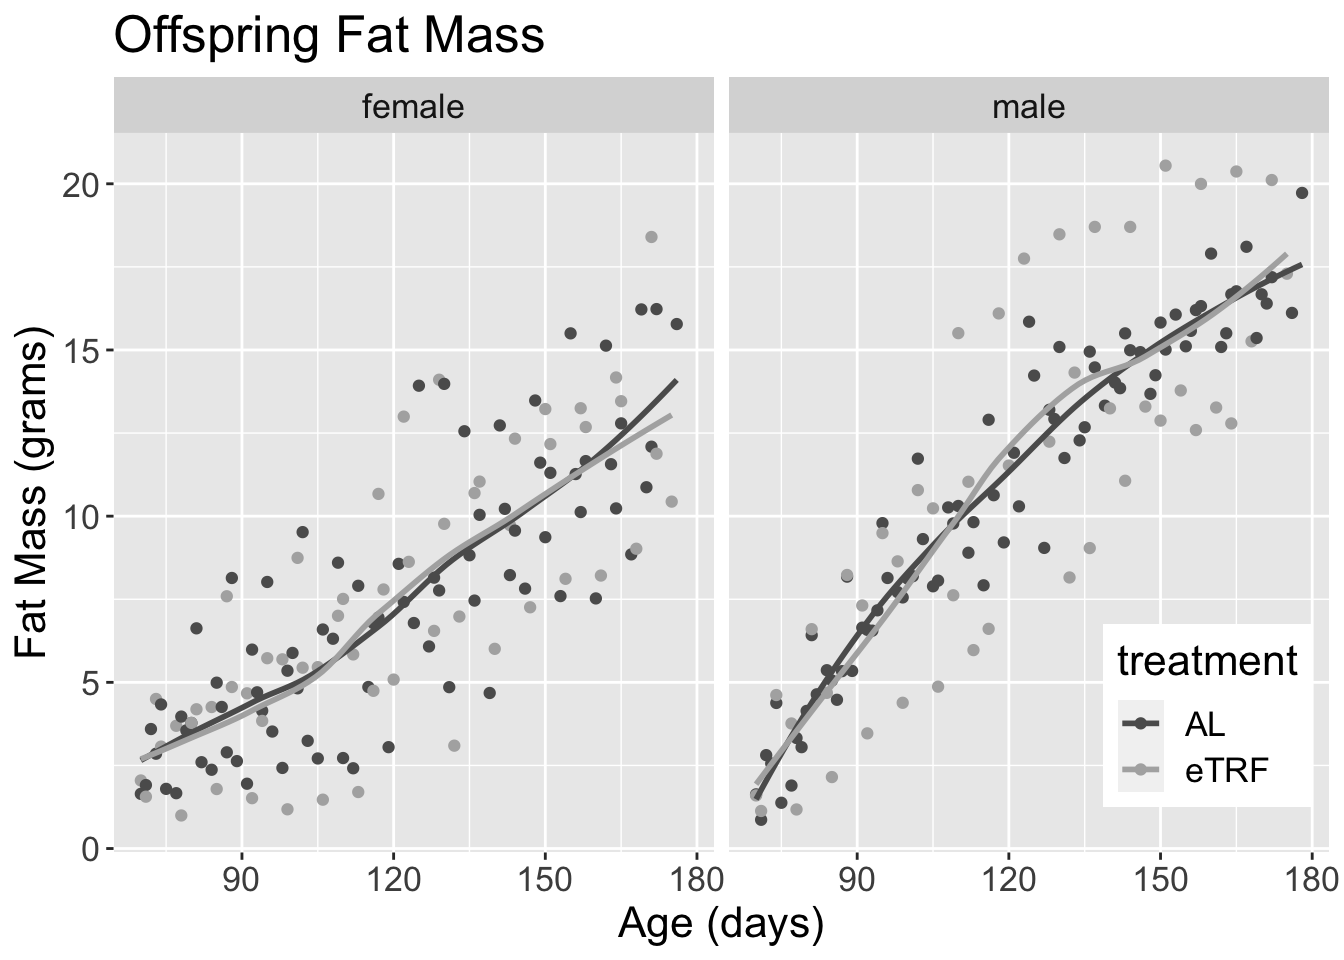 Offspring Fat Mass
female
male
Fat Mass (grams)
20
15
10
5
0
90
120
150
180
90
120
150
180
Age (days)
treatment
AL
eTRF